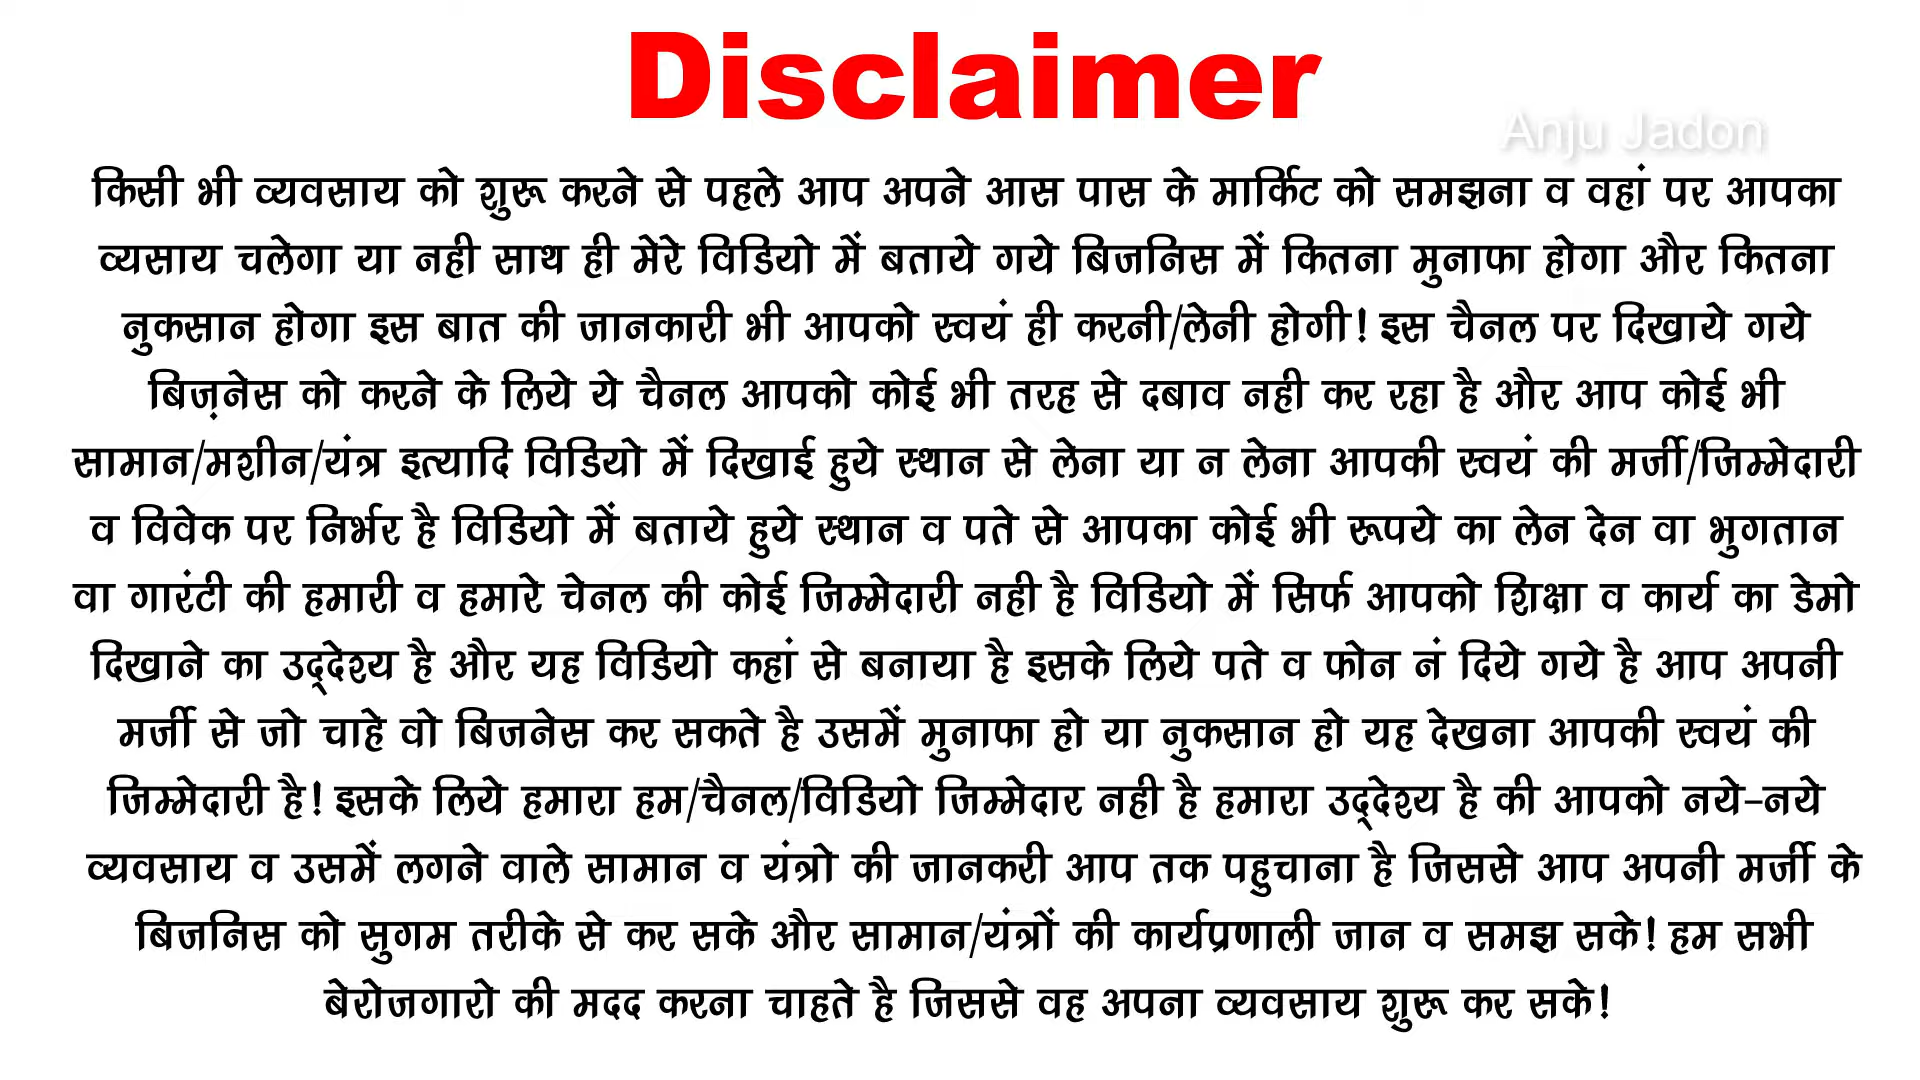 Disclaimer
Anju Jadon
किसी भी व्यवसाय को शुरू करने से पहले आप अपने आस पास के मार्किट को समझना व वहां पर आपका
व्यसाय चलेगा या नही साथ ही मेरे विडियो में बताये गये बिजनिस में कितना मुनाफा होगा और कितना
नुकसान होगा इस बात की जानकारी भी आपको स्वयं ही करनी/लेनी होगी! इस चैनल पर दिखाये गये
बिज़नेस को करने के लिये ये चैनल आपको कोई भी तरह से दबाव नही कर रहा है और आप कोई भी
सामान/मशीन/यंत्र इत्यादि विडियो में दिखाई हुये स्थान से लेना या न लेना आपकी स्वयं की मर्जी/जिम्मेदारी
व विवेक पर निर्भर है विडियो में बताये हुये स्थान व पते से आपका कोई भी रूपये का लेन देन वा भुगतान
वा गारंटी की हमारी व हमारे चेनल की कोई जिम्मेदारी नही है विडियो में सिर्फ आपको शिक्षा व कार्य का डेमो
दिखाने का उद्देश्य है और यह विडियो कहां से बनाया है इसके लिये पते व फोन नं दिये गये है आप अपनी
मर्जी से जो चाहे वो बिजनेस कर सकते है उसमें मुनाफा हो या नुकसान हो यह देखना आपकी स्वयं की
जिम्मेदारी है! इसके लिये हमारा हम/चैनल/विडियो जिम्मेदार नही है हमारा उद्देश्य है की आपको नये-नये
व्यवसाय व उसमें लगने वाले सामान व यंत्रो की जानकरी आप तक पहुचाना है जिससे आप अपनी मर्जी के
बिजनिस को सुगम तरीके से कर सके और सामान/यंत्रों की कार्यप्रणाली जान व समझ सके! हम सभी
बेरोजगारो की मदद करना चाहते है जिससे वह अपना व्यवसाय शुरू कर सके!